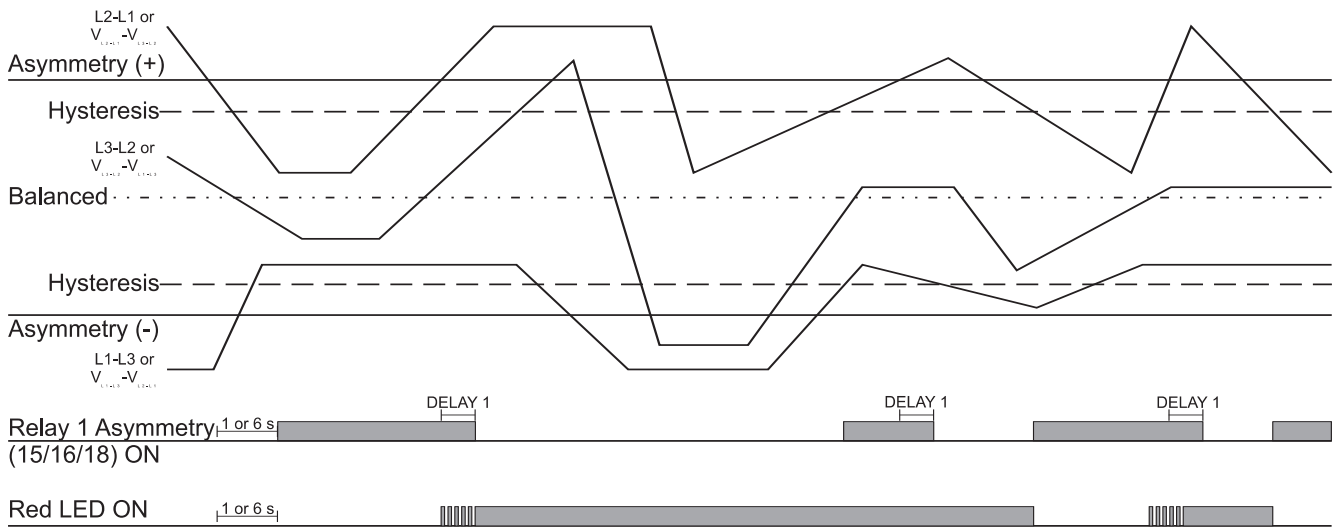 L2-L1 or
V -V
Asymmetry (+)
Hysteresis
L3-L2 or
V -V
Balanced
Hysteresis
Asymmetry (-)
L1-L3 or
V -V
DELAY 1 DELAY 1 DELAY 1
Relay 1 Asymmetry 1 or 6 s
(15/16/18) ON
Red LED ON 1 or 6 s